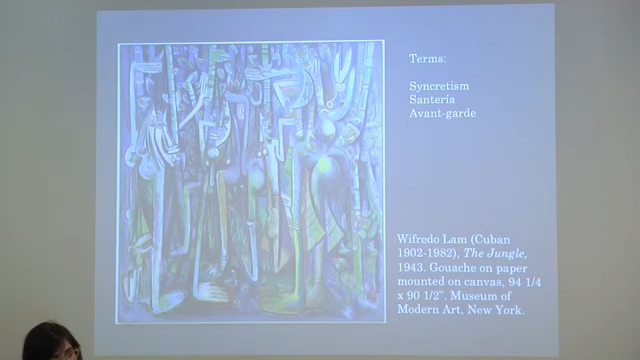 Terms:
Syncretism
Santería
Avant-garde
Wifredo Lam (Cuban
1902-1982), The Jungle,
1943. Gouache on paper
mounted on canvas, 94 1/4
x 90 1/2”. Museum of
Modern Art, New York.